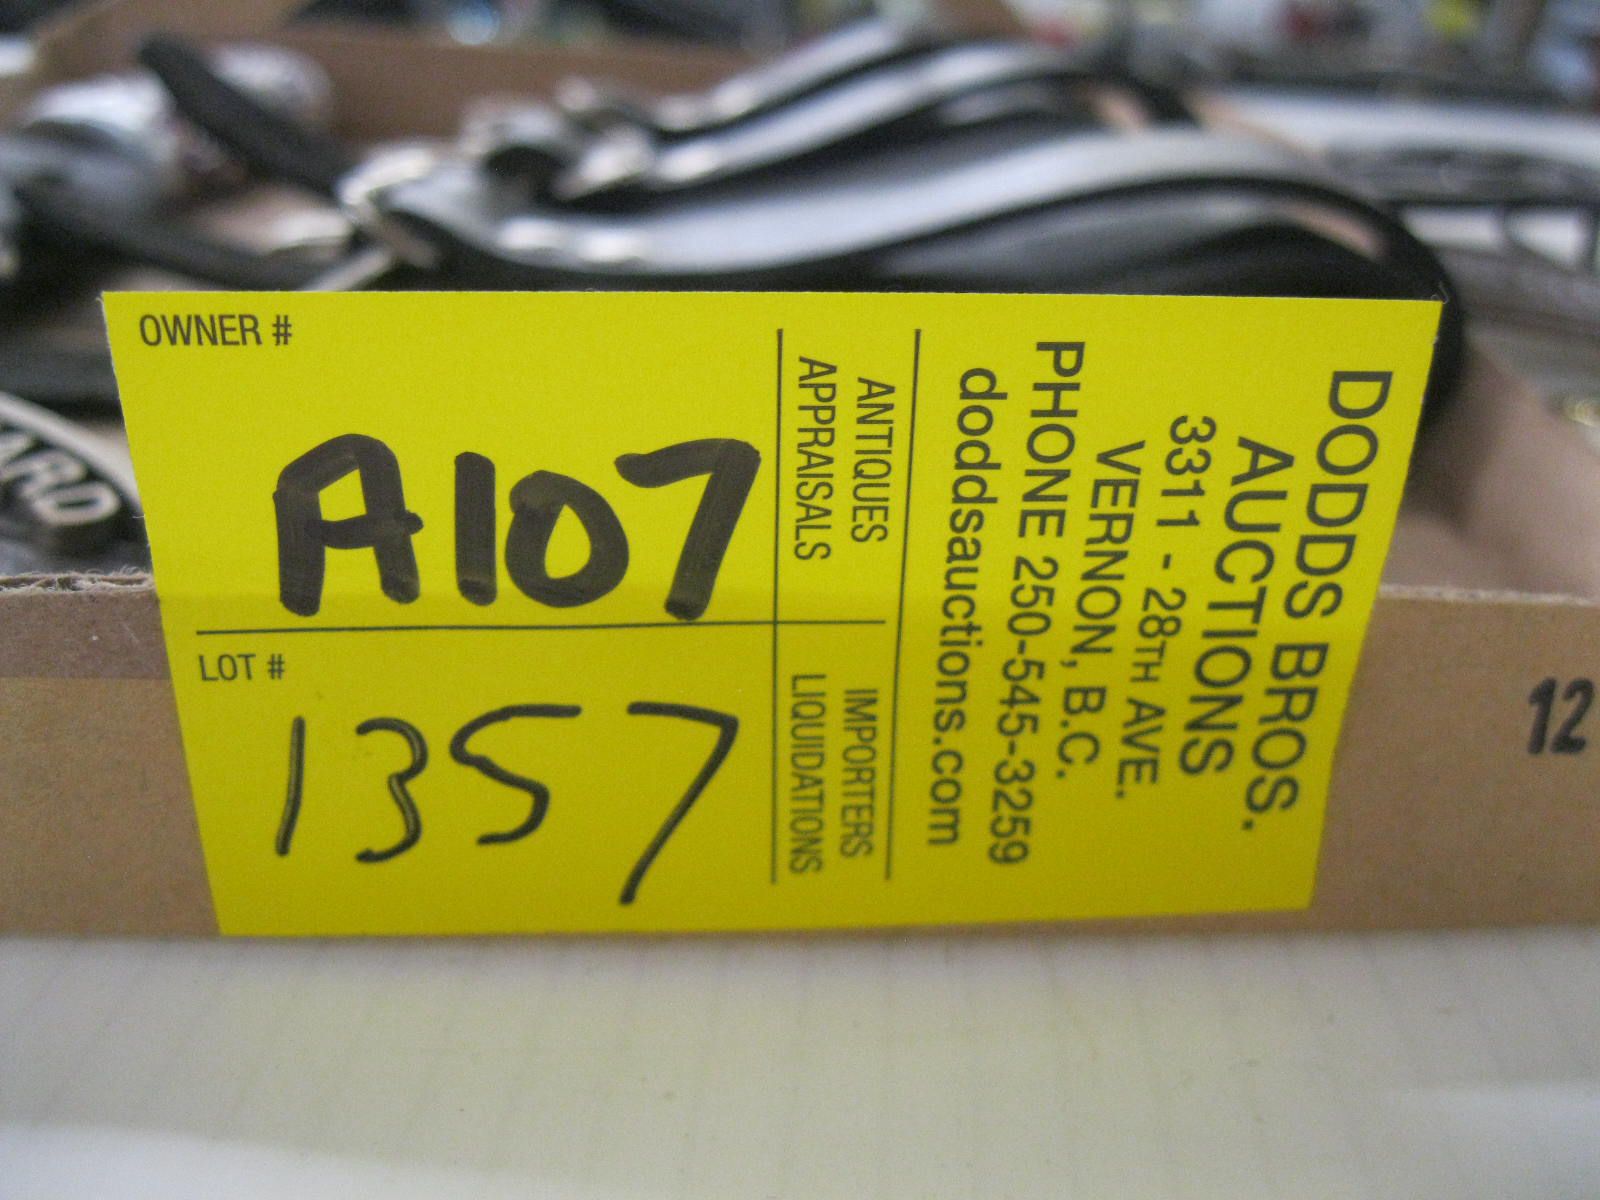 OWNER #
A107
LOT #
1357
ANTIQUES
APPRAISALS
IMPORTERS
LIQUIDATIONS
DODDS BROS.
AUCTIONS
3311 - 28TH AVE.
VERNON, B.C.
PHONE 250-545-3259
doddsauctions.com
ARD
12